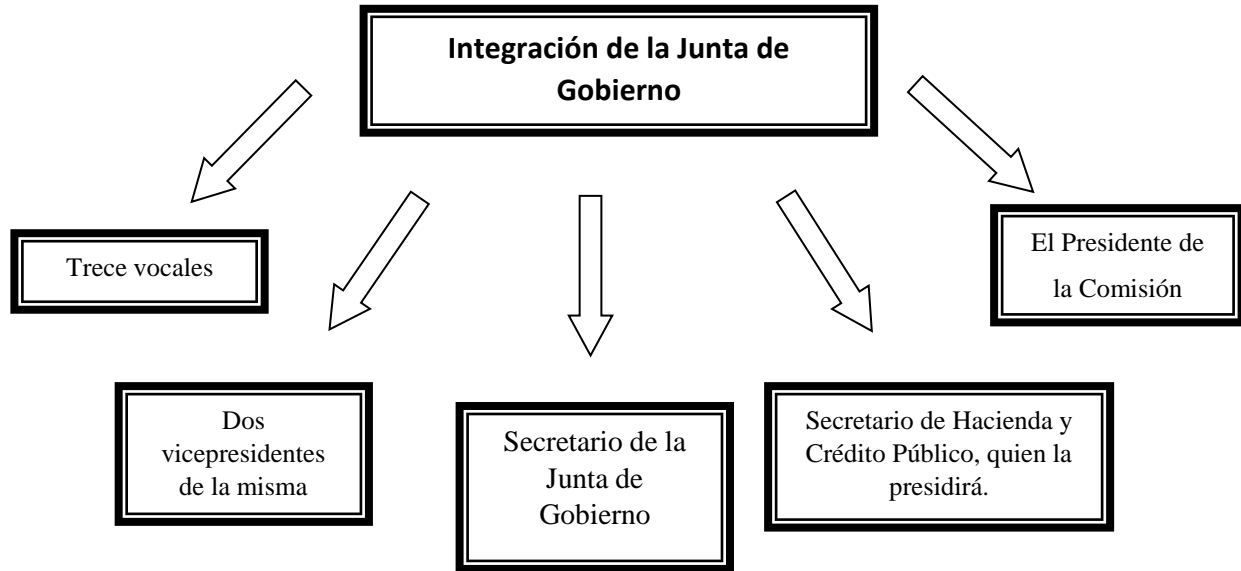 Integración de la Junta de
Gobierno
Trece vocales
El Presidente de
la Comisión
Dos
vicepresidentes
de la misma
Secretario de la
Junta de
Gobierno
Secretario de Hacienda y
Crédito Público, quien la
presidirá.